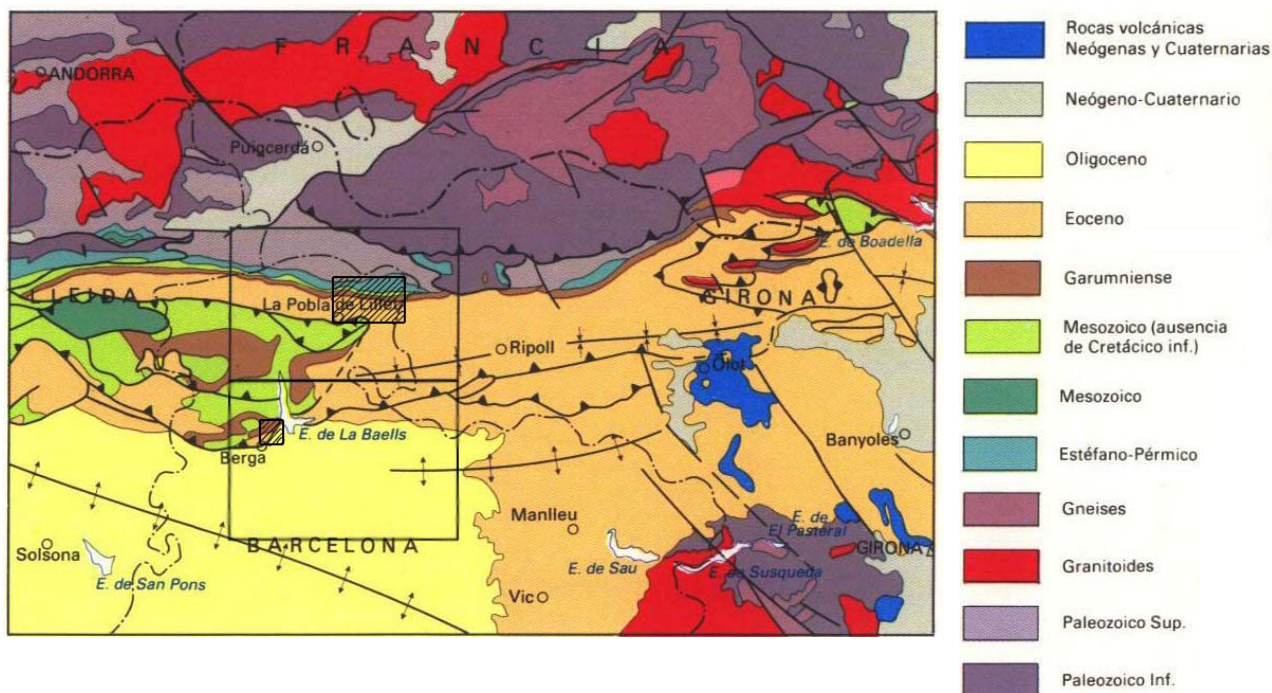 FRANCIA
ANDORRA
Puigcerdá
E. de Boadella
LLEIDA
La Pobla de Lillet
GIRONA
Ripoll
Olot
E. de La Baells
Berga
Banyoles
Manlleu
E. de
El Pasteral
BARCELONA
GIRONA
Solsona
E. de San Pons
E. de Sau
E. de Susqueda
Vic
Rocas volcánicas
Neógenas y Cuaternarias
Neógeno-Cuaternario
Oligoceno
Eoceno
Garumniense
Mesozoico (ausencia
de Cretácico inf.)
Mesozoico
Estéfano-Pérmico
Gneises
Granitoides
Paleozoico Sup.
Paleozoico Inf.